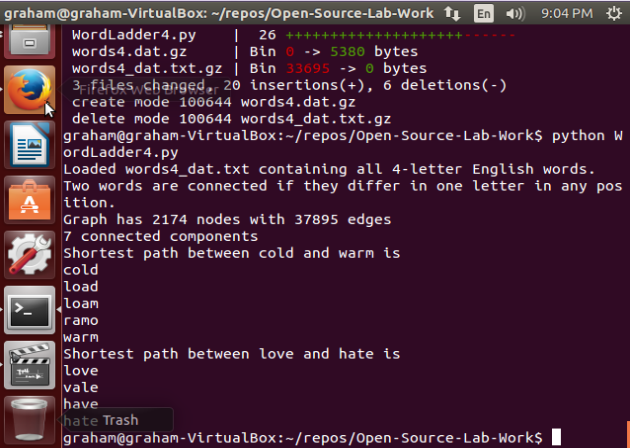 graham@graham-VirtualBox: ~/repos/Open-Source-Lab-Work En 9:04 PM
WordLadder4.py | 26 ++++++++++++++++++++------
words4.dat.gz | Bin 0 -> 5380 bytes
words4_dat.txt.gz | Bin 33695 -> 0 bytes
3 files changed, 20 insertions(+), 6 deletions(-)
Firefox Web Browser
create mode 100644 words4.dat.gz
delete mode 100644 words4_dat.txt.gz
graham@graham-VirtualBox:~/repos/Open-Source-Lab-Work$ python W
ordLadder4.py
Loaded words4_dat.txt containing all 4-letter English words.
Two words are connected if they differ in one letter in any pos
ition.
Graph has 2174 nodes with 37895 edges
7 connected components
Shortest path between cold and warm is
cold
load
loam
ramo
warm
Shortest path between love and hate is
love
vale
have
hate
Trash
graham@graham-VirtualBox:~/repos/Open-Source-Lab-Work$